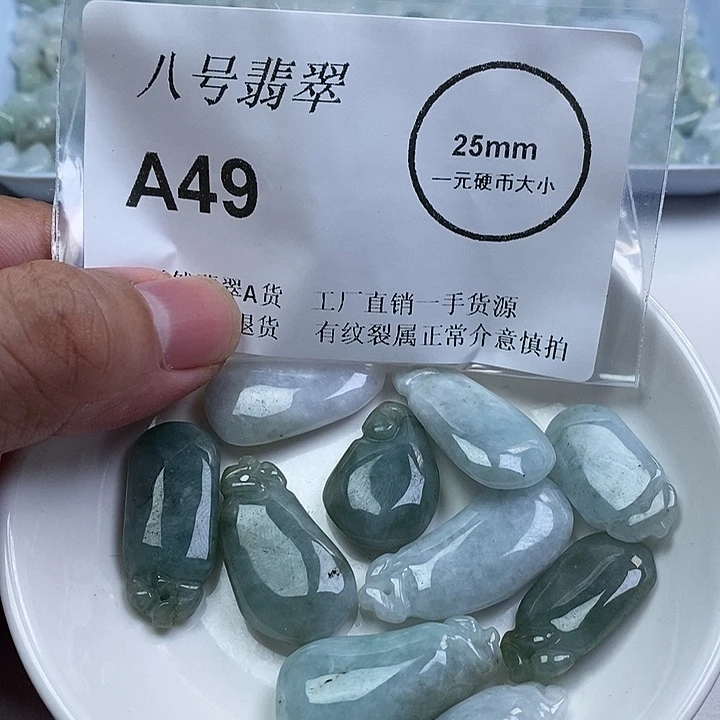 八号翡翠
A49
25mm
一元硬币大小
翡翠A货 工厂直销一手货源
退货 有纹裂属正常介意慎拍